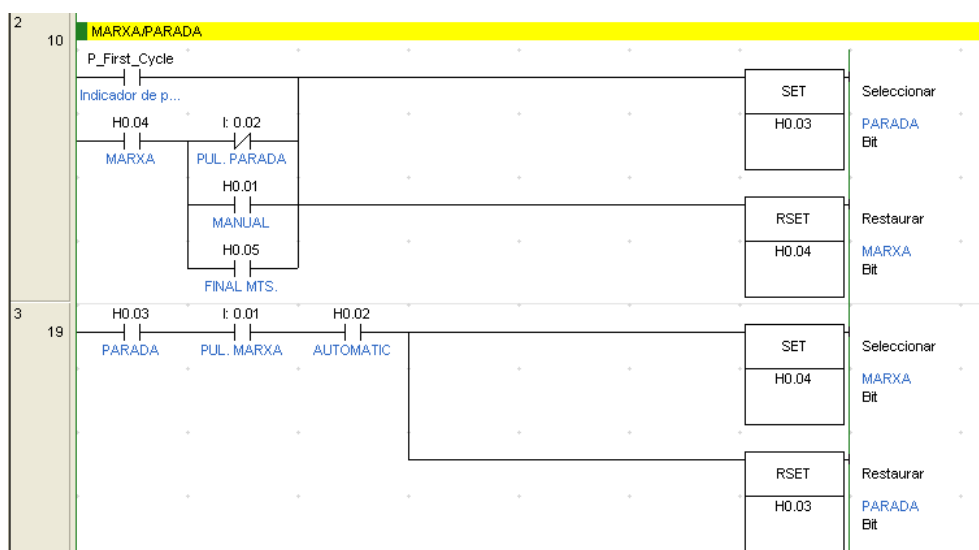 2
10
MARXA/PARADA
P_First_Cycle
Indicador de p...
SET
Seleccionar
H0.03
PARADA
Bit
H0.04
MARXA
I: 0.02
PUL. PARADA
H0.01
MANUAL
RSET
Restaurar
H0.04
MARXA
Bit
H0.05
FINAL MTS.
3
19
H0.03
PARADA
I: 0.01
PUL. MARXA
H0.02
AUTOMATIC
SET
Seleccionar
H0.04
MARXA
Bit
RSET
Restaurar
H0.03
PARADA
Bit